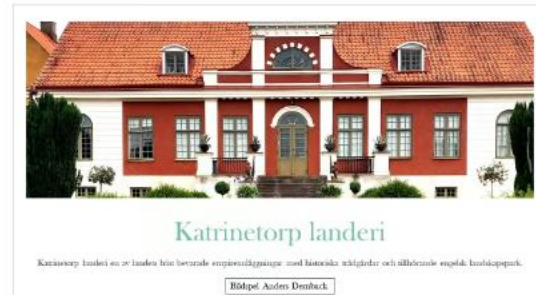 Katrinetorp landeri
Katrinetorp landeri en av landets bäst bevarade empireanläggningar med historiska trädgårdar och tillhörande engelsk landskapspark.
Bildspel Anders Dernback